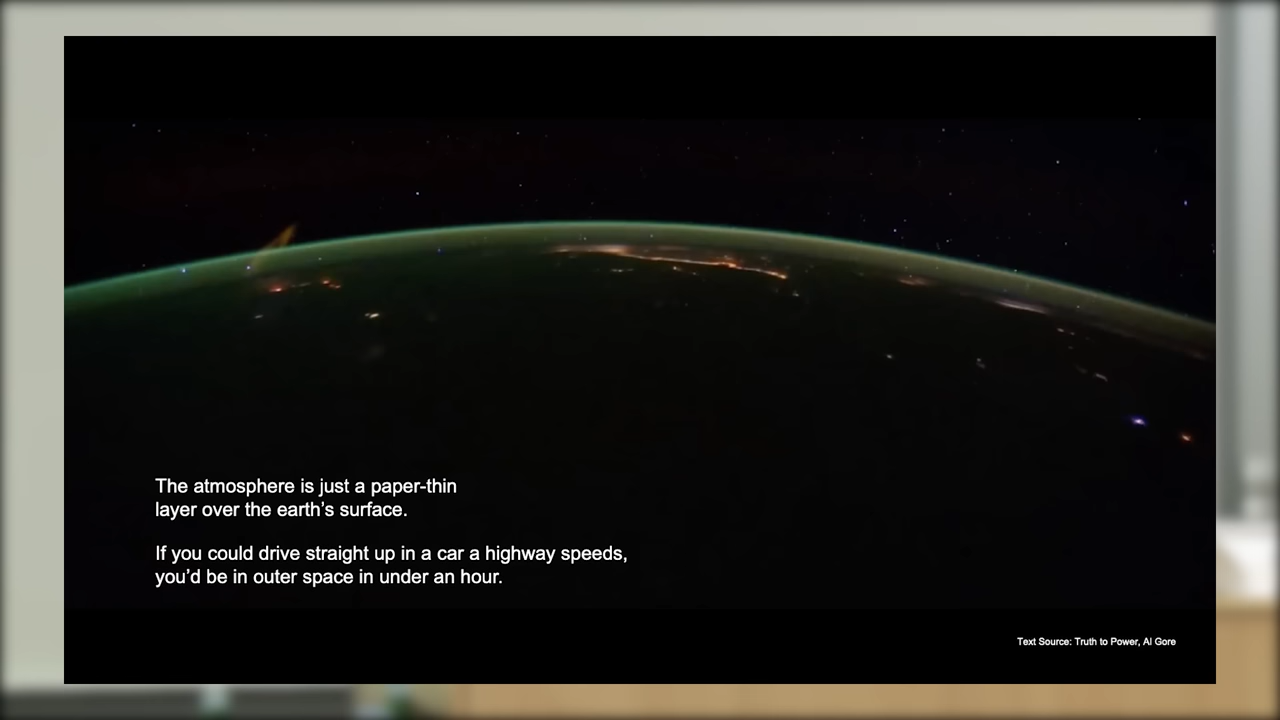 The atmosphere is just a paper-thin
layer over the earth’s surface.
If you could drive straight up in a car a highway speeds,
you’d be in outer space in under an hour.
Text Source: Truth to Power, Al Gore